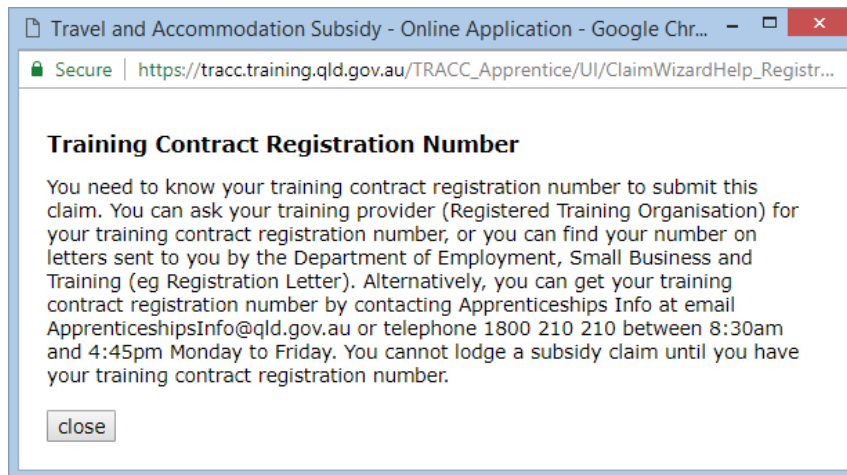 Travel and Accommodation Subsidy - Online Application - Google Chr...
Secure | https://tracc.training.qld.gov.au/TRACC_Apprentice/UI/ClaimWizardHelp_Registr...
Training Contract Registration Number
You need to know your training contract registration number to submit this
claim. You can ask your training provider (Registered Training Organisation) for
your training contract registration number, or you can find your number on
letters sent to you by the Department of Employment, Small Business and
Training (eg Registration Letter). Alternatively, you can get your training
contract registration number by contacting Apprenticeships Info at email
ApprenticeshipsInfo@qld.gov.au or telephone 1800 210 210 between 8:30am
and 4:45pm Monday to Friday. You cannot lodge a subsidy claim until you have
your training contract registration number.
close